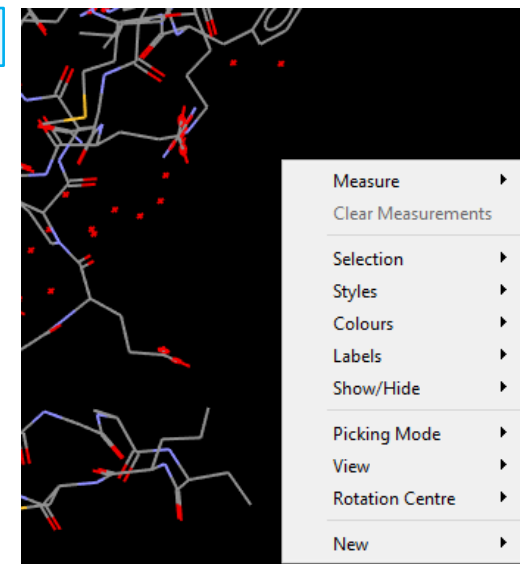 Measure
Clear Measurements
Selection
Styles
Colours
Labels
Show/Hide
Picking Mode
View
Rotation Centre
New